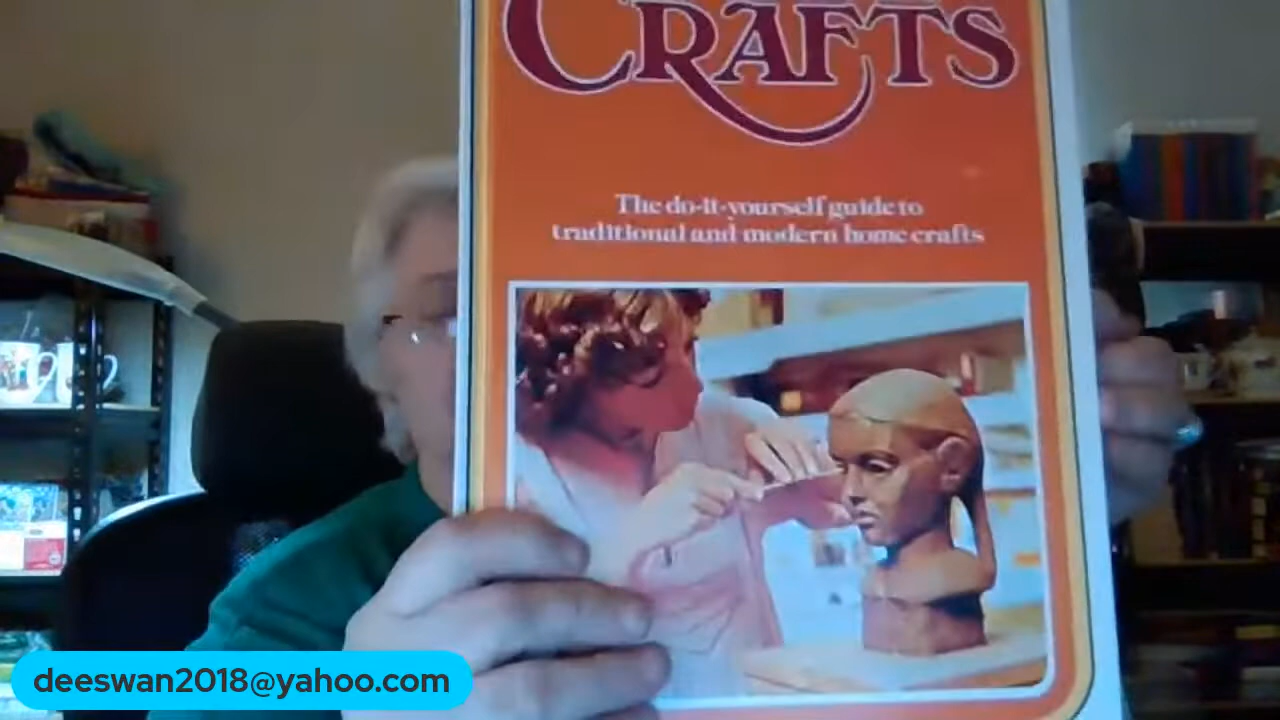 CRAFTS
The do-it-yourself guide to
traditional and modern home crafts
deeswan2018@yahoo.com